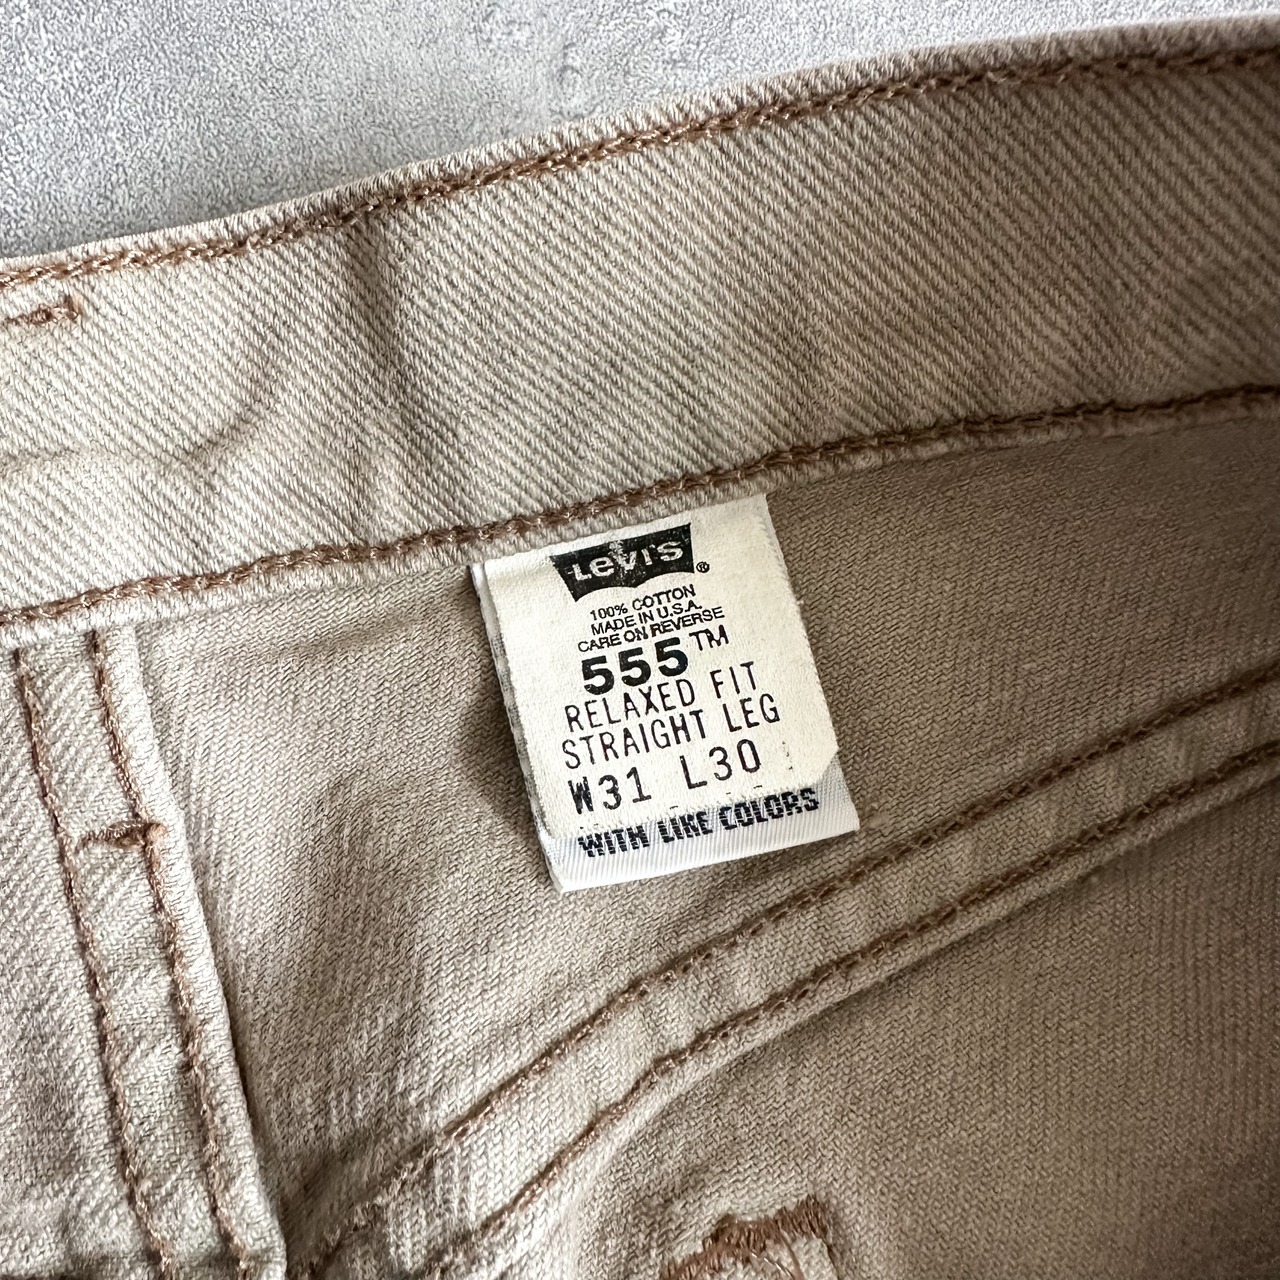 Levi's®
100% COTTON
MADE IN U.S.A.
CARE ON REVERSE
555™
RELAXED FIT
STRAIGHT LEG
W31 L30
WITH LIKE COLORS